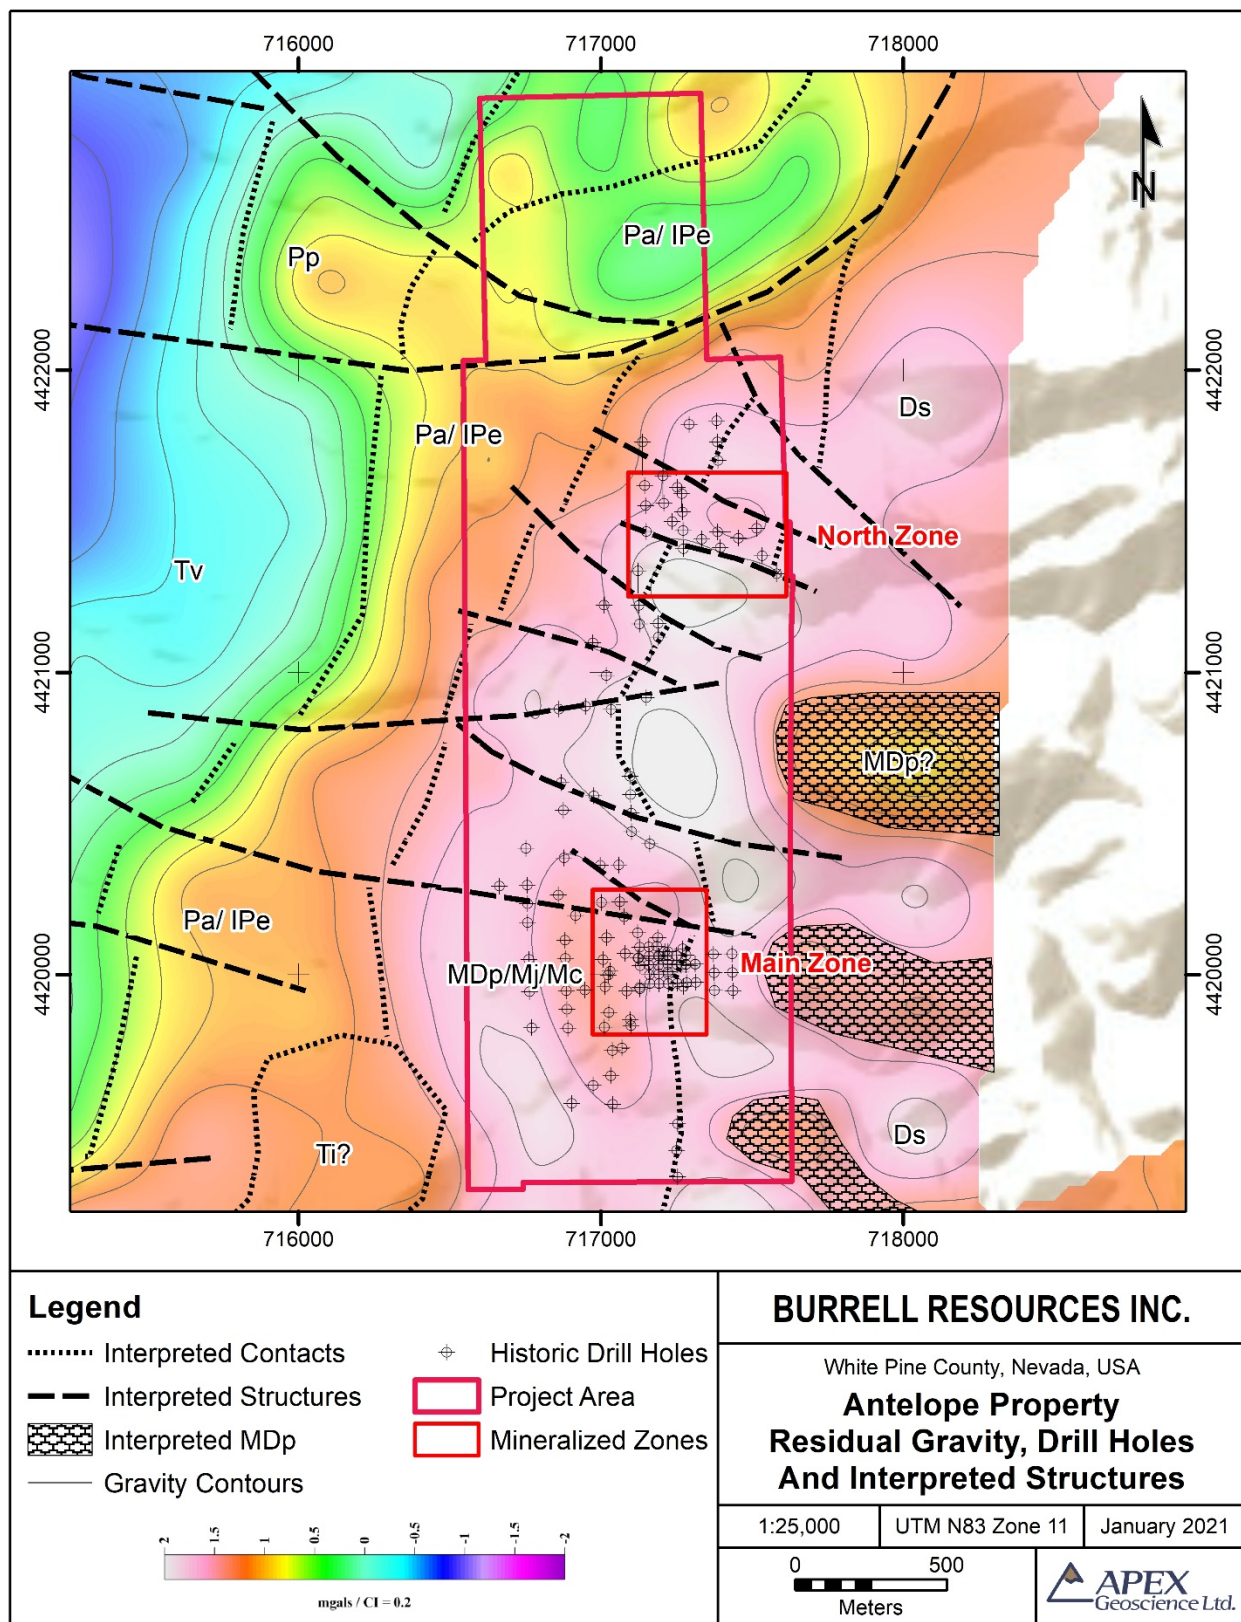 716000 717000 718000
N
Pp
Pa/ IPe
4422000 4422000
Ds
Pa/ IPe
North Zone
Tv
4421000 4421000
MDp?
Pa/ IPe
MDp/Mj/Mc
Main Zone
4420000 4420000
Ds
Ti?
716000 717000 718000
Legend
Interpreted Contacts
Interpreted Structures
Interpreted MDp
Gravity Contours
Historic Drill Holes
Project Area
Mineralized Zones
2 1.5 1 0.5 0 -0.5 -1 -1.5 -2
mgals / CI = 0.2
BURRELL RESOURCES INC.
White Pine County, Nevada, USA
Antelope Property
Residual Gravity, Drill Holes
And Interpreted Structures
1:25,000 UTM N83 Zone 11 January 2021
0 500
Meters
APEX
Geoscience Ltd.